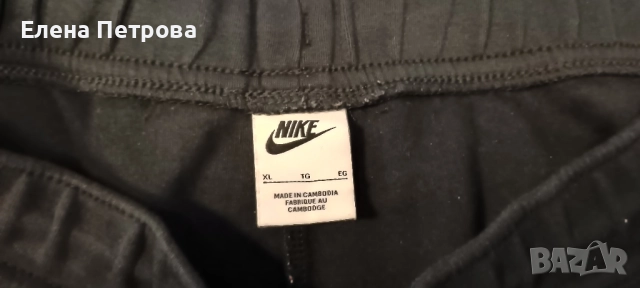 Елена Петрова
NIKE
XL TG EG
MADE IN CAMBODIA
FABRIQUE AU
CAMBODGE
BAZAR